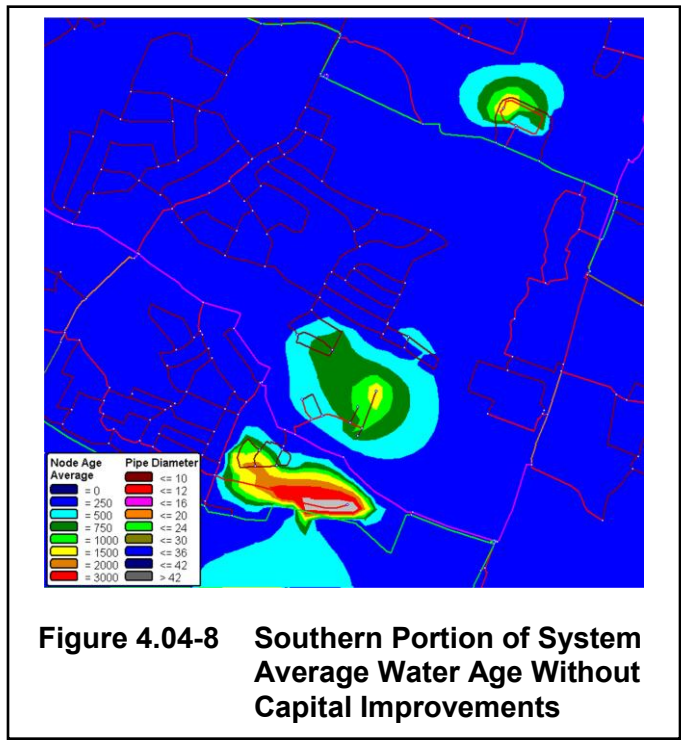 Node Age Pipe Diameter
Average
= 0 <= 10
= 250 <= 12
= 500 <= 16
= 750 <= 20
= 1000 <= 24
= 1500 <= 30
= 2000 <= 36
= 3000 <= 42
> 42
Figure 4.04-8 Southern Portion of System
Average Water Age Without
Capital Improvements